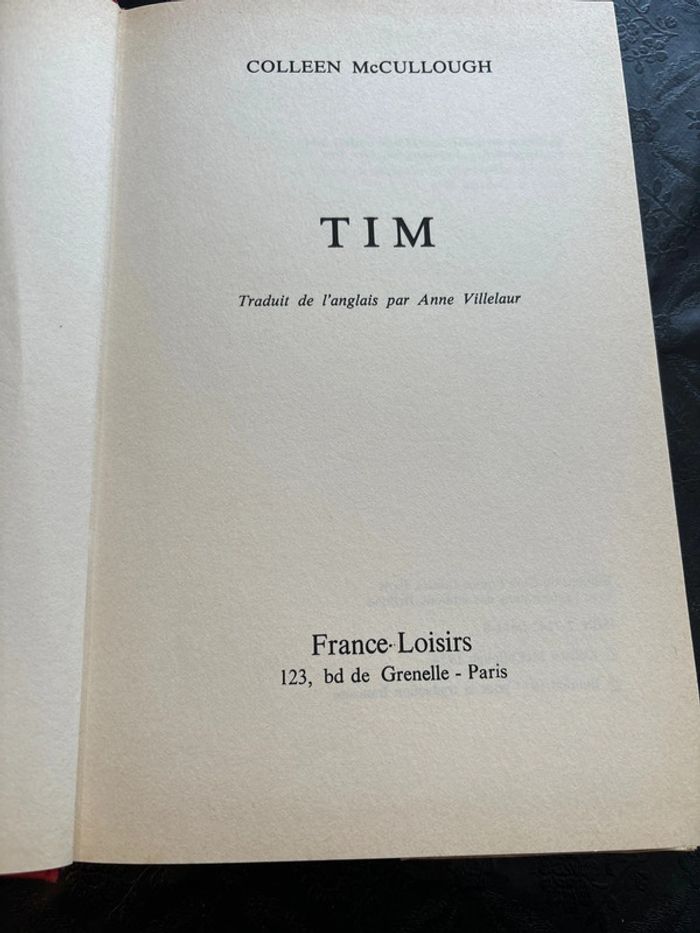 COLLEEN McCULLOUGH
TIM
Traduit de l'anglais par Anne Villelaur
France-Loisirs
123, bd de Grenelle - Paris